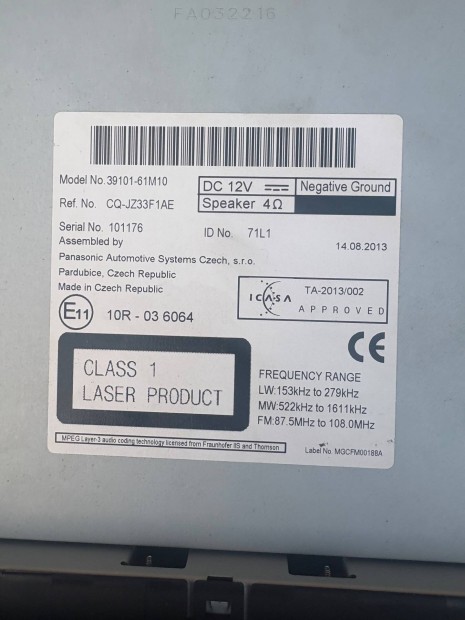 FA032216
Model No. 39101-61M10
Ref. No. CQ-JZ33F1AE
DC 12V
Negative Ground
Speaker 4Ω
Serial No. 101176
ID No. 71L1
14.08.2013
Assembled by
Panasonic Automotive Systems Czech, s.r.o.
Pardubice, Czech Republic
Made in Czech Republic
ICASA
TA-2013/002
APPROVED
E11
10R - 03 6064
CE
CLASS 1
LASER PRODUCT
FREQUENCY RANGE
LW:153kHz to 279kHz
MW:522kHz to 1611kHz
FM:87.5MHz to 108.0MHz
MPEG Layer-3 audio coding technology licensed from Fraunhofer IIS and Thomson
Label No. MGCFM00188A